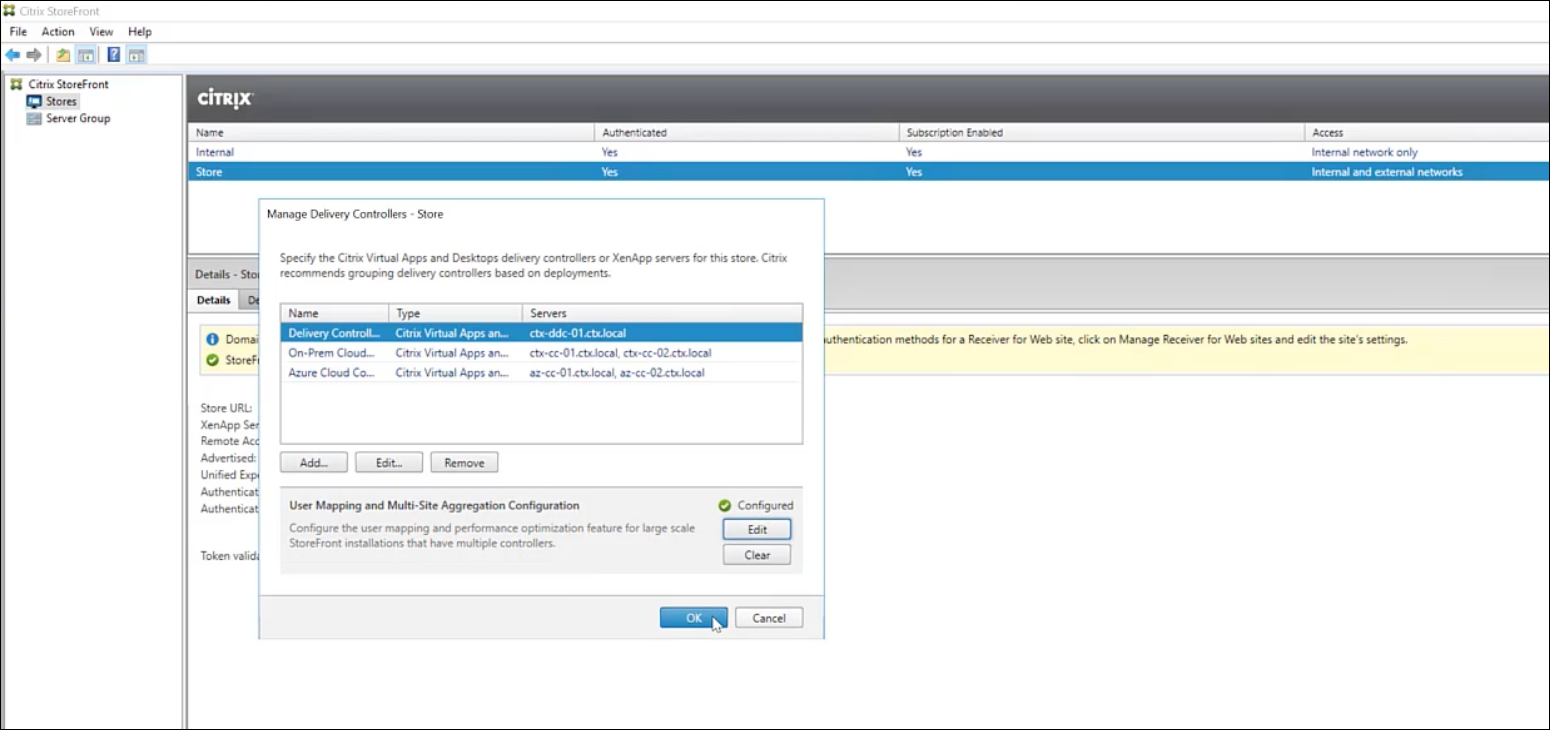 Citrix StoreFront
File Action View Help
Citrix StoreFront
Stores
Server Group
CİTRIX
Name Authenticated Subscription Enabled Access
Internal Yes Yes Internal network only
Store Yes Yes Internal and external networks
Manage Delivery Controllers - Store
Specify the Citrix Virtual Apps and Desktops delivery controllers or XenApp servers for this store. Citrix
recommends grouping delivery controllers based on deployments.
Details - Sto
Details De
Name Type Servers
Delivery Controll... Citrix Virtual Apps an... ctx-ddc-01.ctx.local
On-Prem Cloud... Citrix Virtual Apps an... ctx-cc-01.ctx.local, ctx-cc-02.ctx.local
Azure Cloud Co... Citrix Virtual Apps an... az-cc-01.ctx.local, az-cc-02.ctx.local
Domai uthentication methods for a Receiver for Web site, click on Manage Receiver for Web sites and edit the site's settings.
StoreFr
Store URL:
XenApp Ser
Remote Acc
Advertised:
Unified Expe
Authenticat
Authenticat
Token valida
Add... Edit... Remove
User Mapping and Multi-Site Aggregation Configuration Configured
Configure the user mapping and performance optimization feature for large scale
StoreFront installations that have multiple controllers.
Edit
Clear
OK Cancel